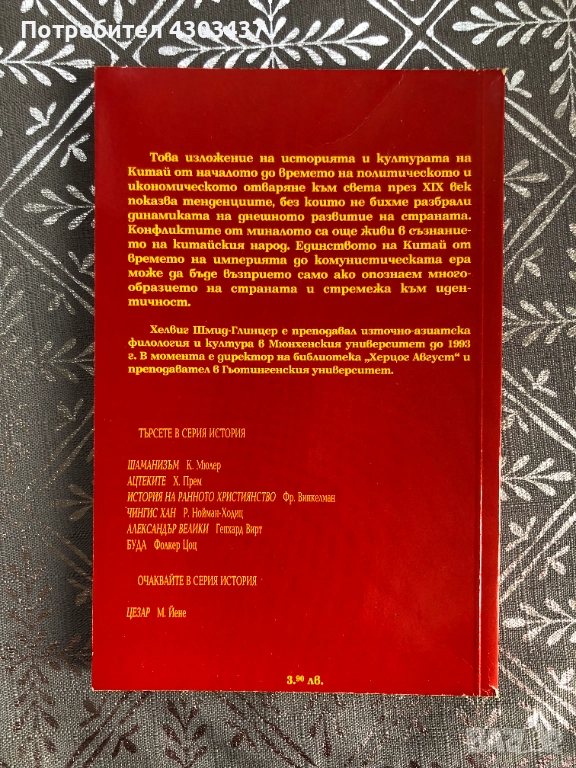 Потребител 4303437
Това изложение на историята и културата на
Китай от началото до времето на политическото и
икономическото отваряне към света през XIX век
показва тенденциите, без които не бихме разбрали
динамиката на днешното развитие на страната.
Конфликтите от миналото са още живи в съзнание-
то на китайския народ. Единството на Китай от
времето на империята до комунистическата ера
може да бъде възприето само ако опознаем много-
образието на страната и стремежа към иден-
тичност.
Хелвиг Шмид-Глинцер е преподавал източно-азиатска
филология и култура в Мюнхенския университет до 1993
г. В момента е директор на библиотека „Херцог Август“ и
преподавател в Гьотингенския университет.
ТЪРСЕТЕ В СЕРИЯ ИСТОРИЯ
ШАМАНИЗЪМ К. Мюлер
АЦТЕКИТЕ Х. Прем
ИСТОРИЯ НА РАННОТО ХРИСТИЯНСТВО Фр. Винкелман
ЧИНГИС ХАН Р. Нойман-Ходиц
АЛЕКСАНДЪР ВЕЛИКИ Герхард Вирт
БУДА Фолкер Цоц
ОЧАКВАЙТЕ В СЕРИЯ ИСТОРИЯ
ЦЕЗАР М. Йене
3.90 лв.